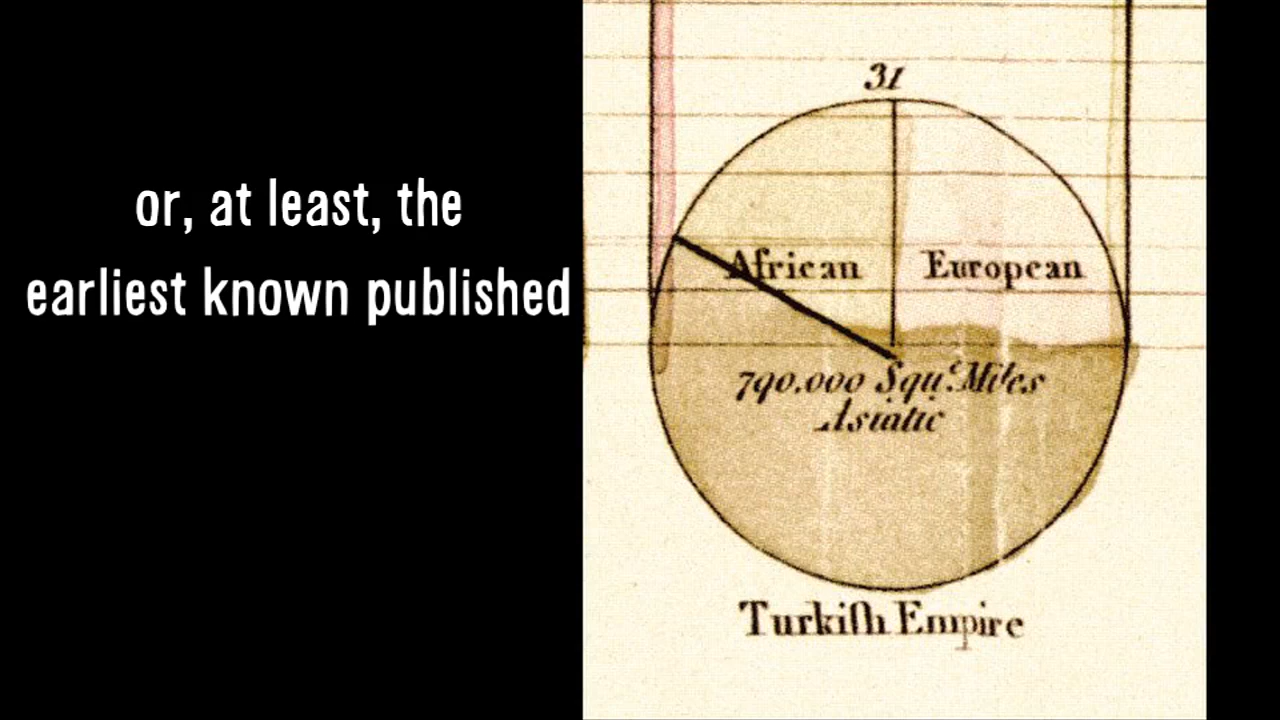 or, at least, the
earliest known published
31
African European
790.000 Squ.ᵉ Miles
Asiatic
Turkiſh Empire